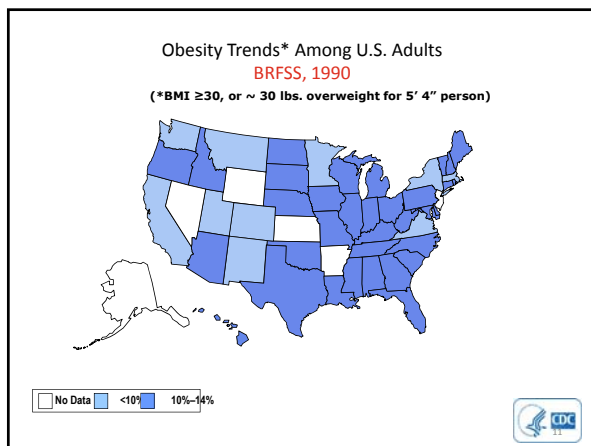 Obesity Trends* Among U.S. Adults
BRFSS, 1990
(*BMI ≥30, or ~ 30 lbs. overweight for 5’ 4” person)
No Data <10% 10%–14%
CDC
11